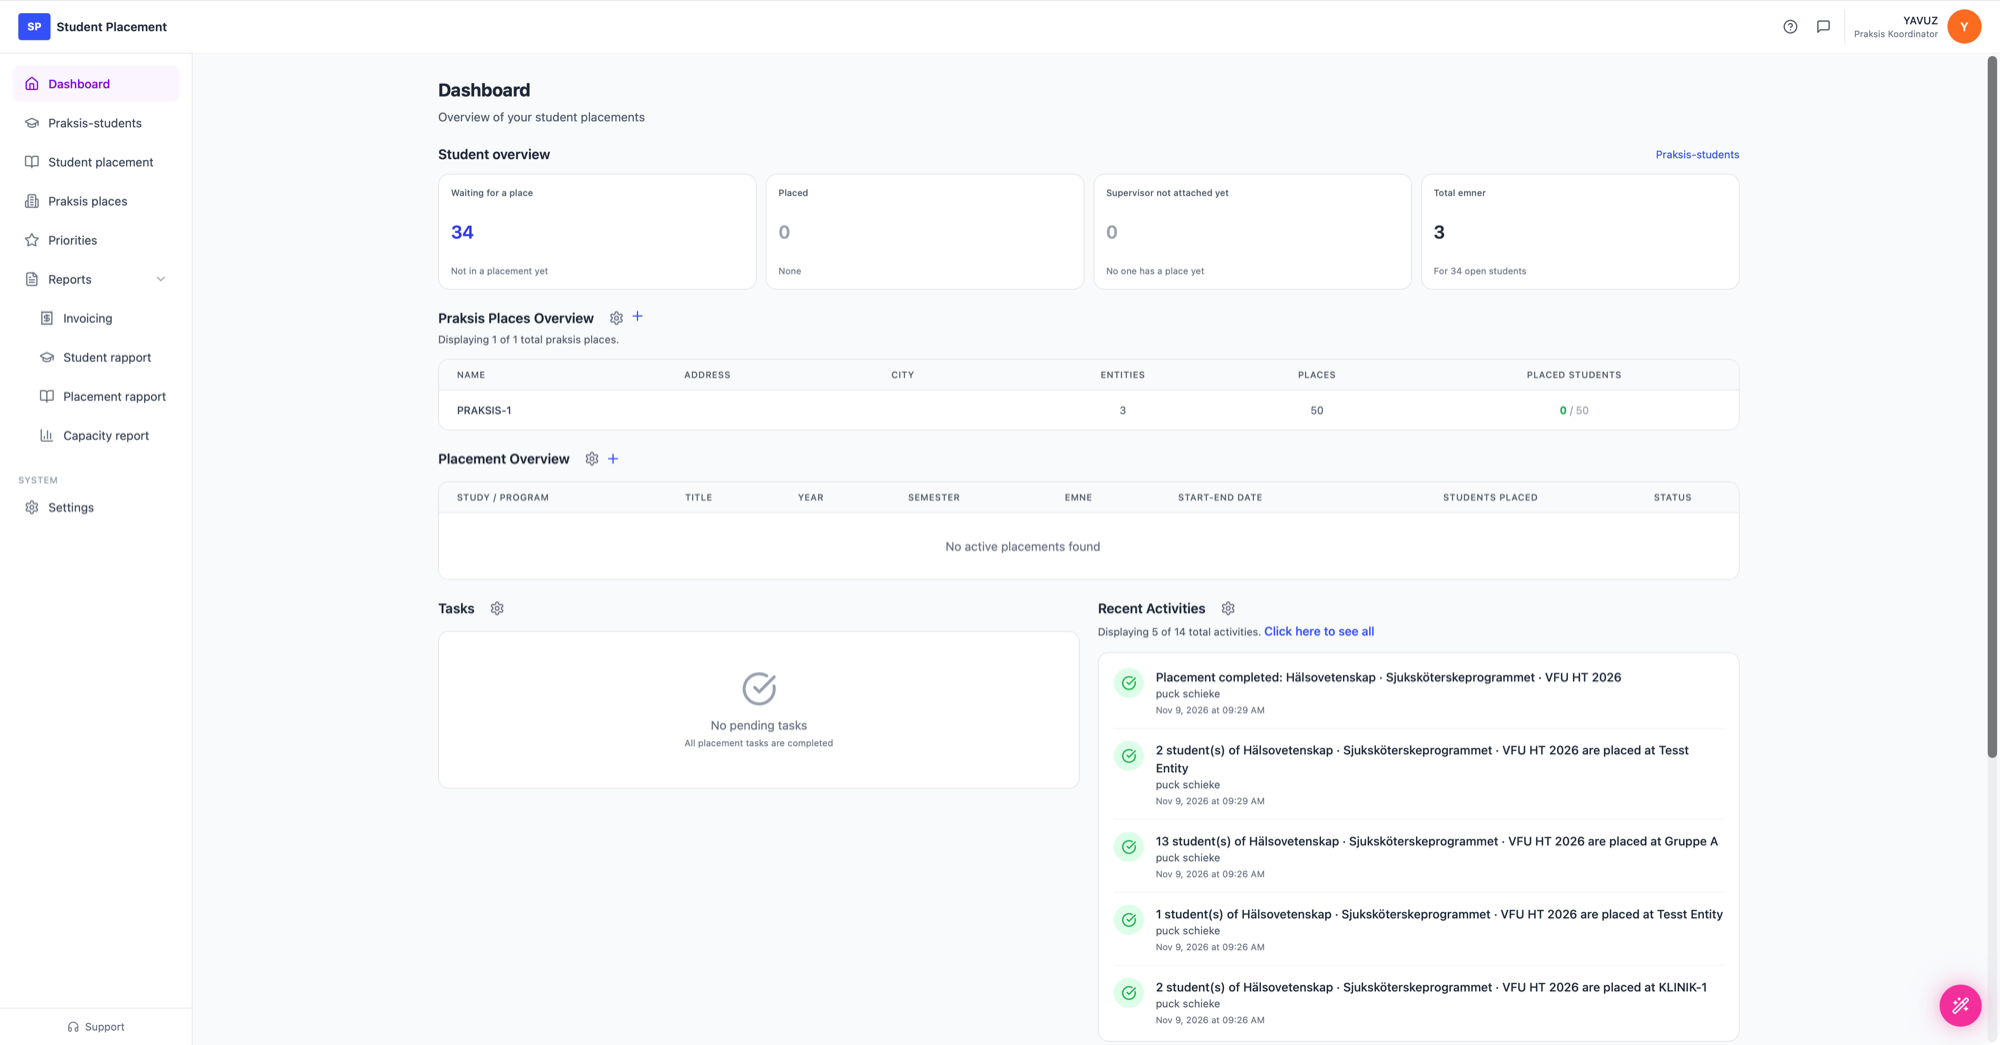 SP Student Placement
YAVUZ
Praksis Koordinator
Y
Dashboard
Praksis-students
Student placement
Praksis places
Priorities
Reports
Invoicing
Student rapport
Placement rapport
Capacity report
SYSTEM
Settings
Support
Dashboard
Overview of your student placements
Student overview
Praksis-students
Waiting for a place
34
Not in a placement yet
Placed
0
None
Supervisor not attached yet
0
No one has a place yet
Total emner
3
For 34 open students
Praksis Places Overview
Displaying 1 of 1 total praksis places.
NAME ADDRESS CITY ENTITIES PLACES PLACED STUDENTS
PRAKSIS-1 3 50 0 / 50
Placement Overview
STUDY / PROGRAM TITLE YEAR SEMESTER EMNE START-END DATE STUDENTS PLACED STATUS
No active placements found
Tasks
No pending tasks
All placement tasks are completed
Recent Activities
Displaying 5 of 14 total activities. Click here to see all
Placement completed: Hälsovetenskap · Sjuksköterskeprogrammet · VFU HT 2026
puck schieke
Nov 9, 2026 at 09:29 AM
2 student(s) of Hälsovetenskap · Sjuksköterskeprogrammet · VFU HT 2026 are placed at Tesst
Entity
puck schieke
Nov 9, 2026 at 09:29 AM
13 student(s) of Hälsovetenskap · Sjuksköterskeprogrammet · VFU HT 2026 are placed at Gruppe A
puck schieke
Nov 9, 2026 at 09:26 AM
1 student(s) of Hälsovetenskap · Sjuksköterskeprogrammet · VFU HT 2026 are placed at Tesst Entity
puck schieke
Nov 9, 2026 at 09:26 AM
2 student(s) of Hälsovetenskap · Sjuksköterskeprogrammet · VFU HT 2026 are placed at KLINIK-1
puck schieke
Nov 9, 2026 at 09:26 AM